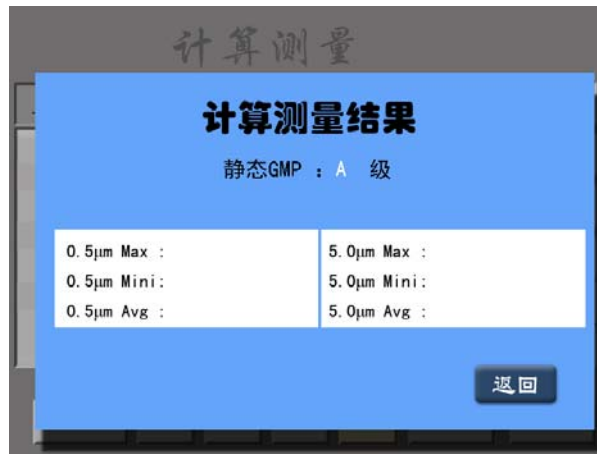 计算测量
计算测量结果
静态GMP : A 级
0.5μm Max :
0.5μm Mini:
0.5μm Avg :
5.0μm Max :
5.0μm Mini:
5.0μm Avg :
返回